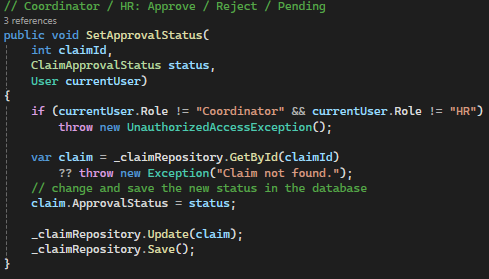 // Coordinator / HR: Approve / Reject / Pending
3 references
public void SetApprovalStatus(
    int claimId,
    ClaimApprovalStatus status,
    User currentUser)
{
    if (currentUser.Role != "Coordinator" && currentUser.Role != "HR")
        throw new UnauthorizedAccessException();

    var claim = _claimRepository.GetById(claimId)
        ?? throw new Exception("Claim not found.");
    // change and save the new status in the database
    claim.ApprovalStatus = status;

    _claimRepository.Update(claim);
    _claimRepository.Save();
}